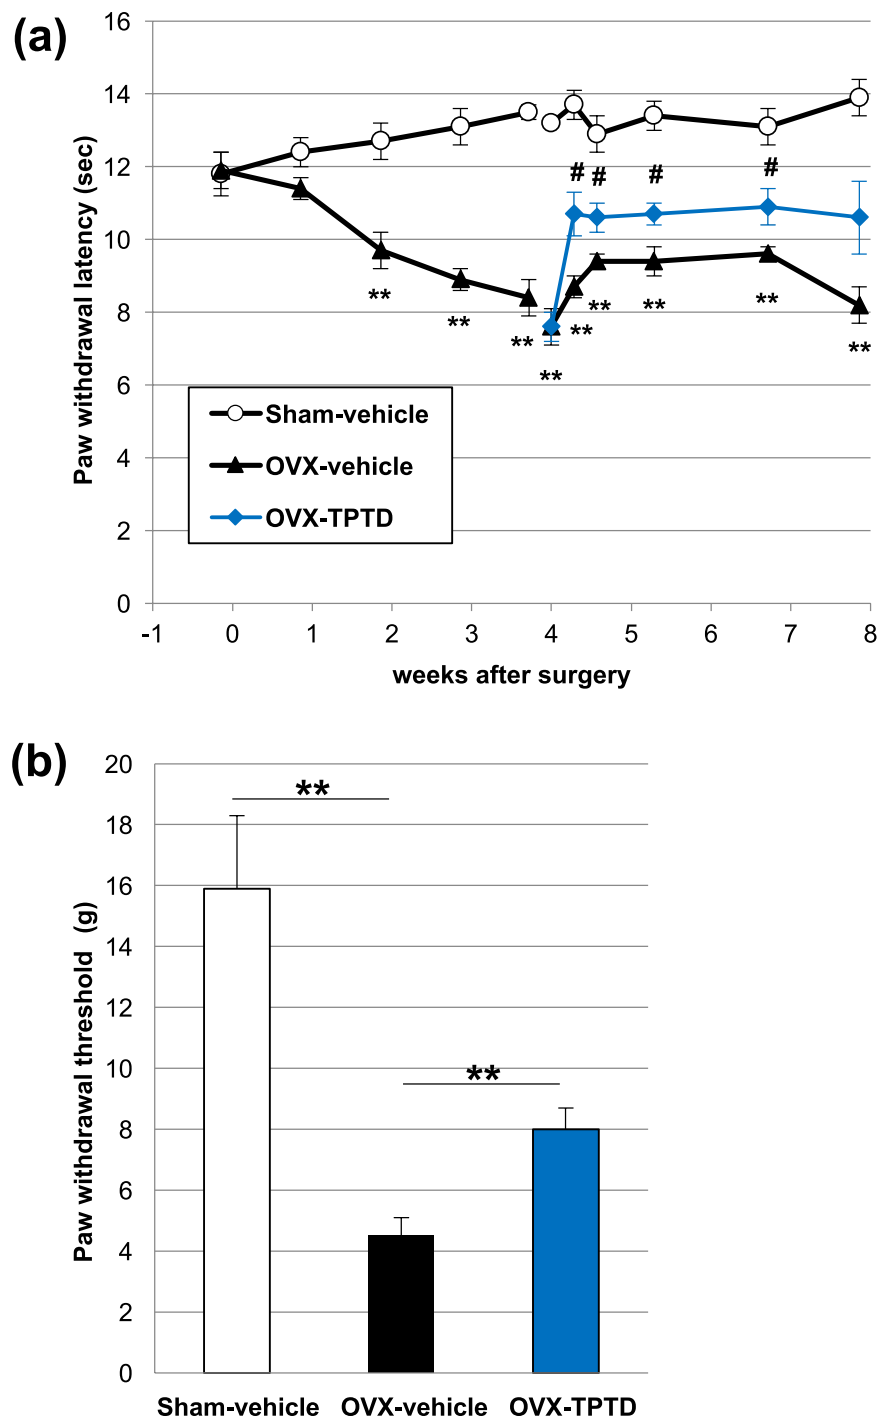 (a)
Paw withdrawal latency (sec)
16
14
12
10
8
6
4
2
0
# # # #
** ** ** ** ** ** ** ** **
Sham-vehicle
OVX-vehicle
OVX-TPTD
-1 0 1 2 3 4 5 6 7 8
weeks after surgery
(b)
Paw withdrawal threshold (g)
20
18
16
14
12
10
8
6
4
2
0
**
**
Sham-vehicle OVX-vehicle OVX-TPTD